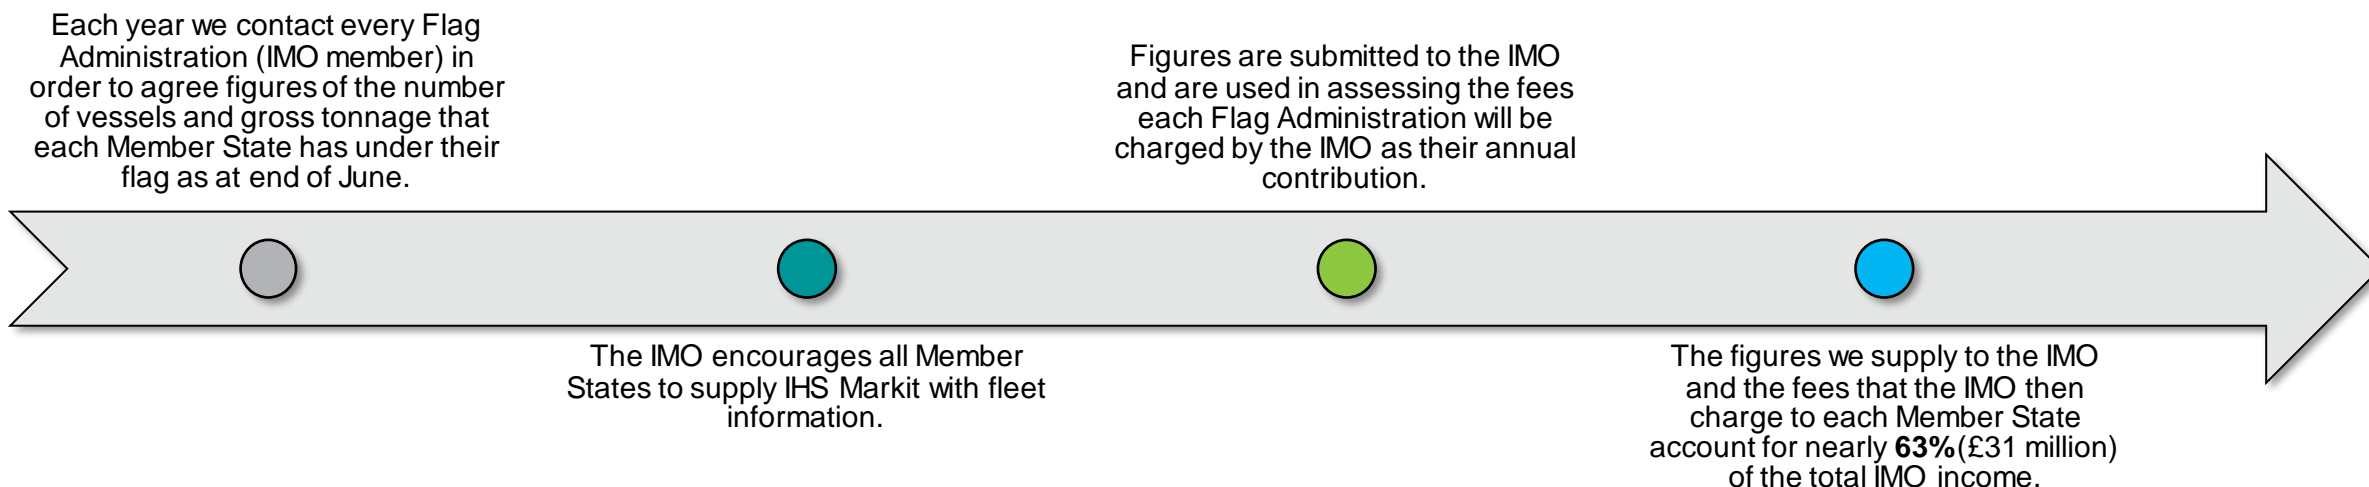 Each year we contact every Flag
Administration (IMO member) in
order to agree figures of the number
of vessels and gross tonnage that
each Member State has under their
flag as at end of June.
The IMO encourages all Member
States to supply IHS Markit with fleet
information.
Figures are submitted to the IMO
and are used in assessing the fees
each Flag Administration will be
charged by the IMO as their annual
contribution.
The figures we supply to the IMO
and the fees that the IMO then
charge to each Member State
account for nearly 63%(£31 million)
of the total IMO income.